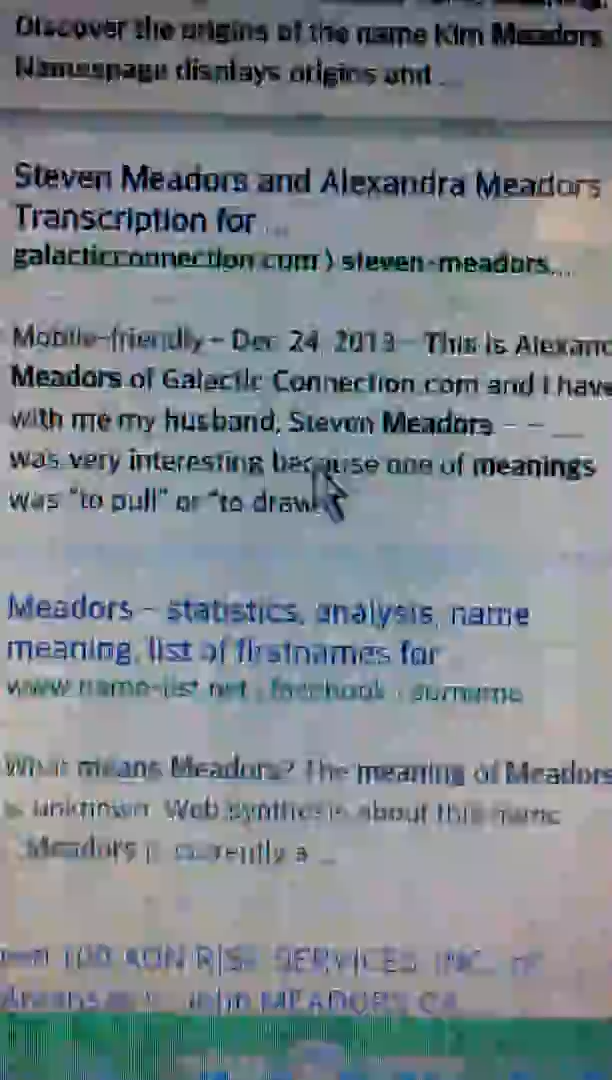 Discover the origins of the name Kim Meadors
Namespage displays origins and ...
Steven Meadors and Alexandra Meadors
Transcription for ...
galacticconnection.com › steven-meadors...
Mobile-friendly - Dec 24, 2013 - This is Alexand
Meadors of Galactic Connection.com and I have
with me my husband, Steven Meadors - - __
was very interesting because one of meanings
was "to pull" or "to draw
Meadors - statistics, analysis, name
meaning, list of firstnames for
www.name-list.net › facebook › surname
What means Meadors? The meaning of Meadors
is unknown. Web synthesis about this name:
Meadors is currently a ...
100 AON RISK SERVICES, INC. of
Arkansas John MEADORS CA